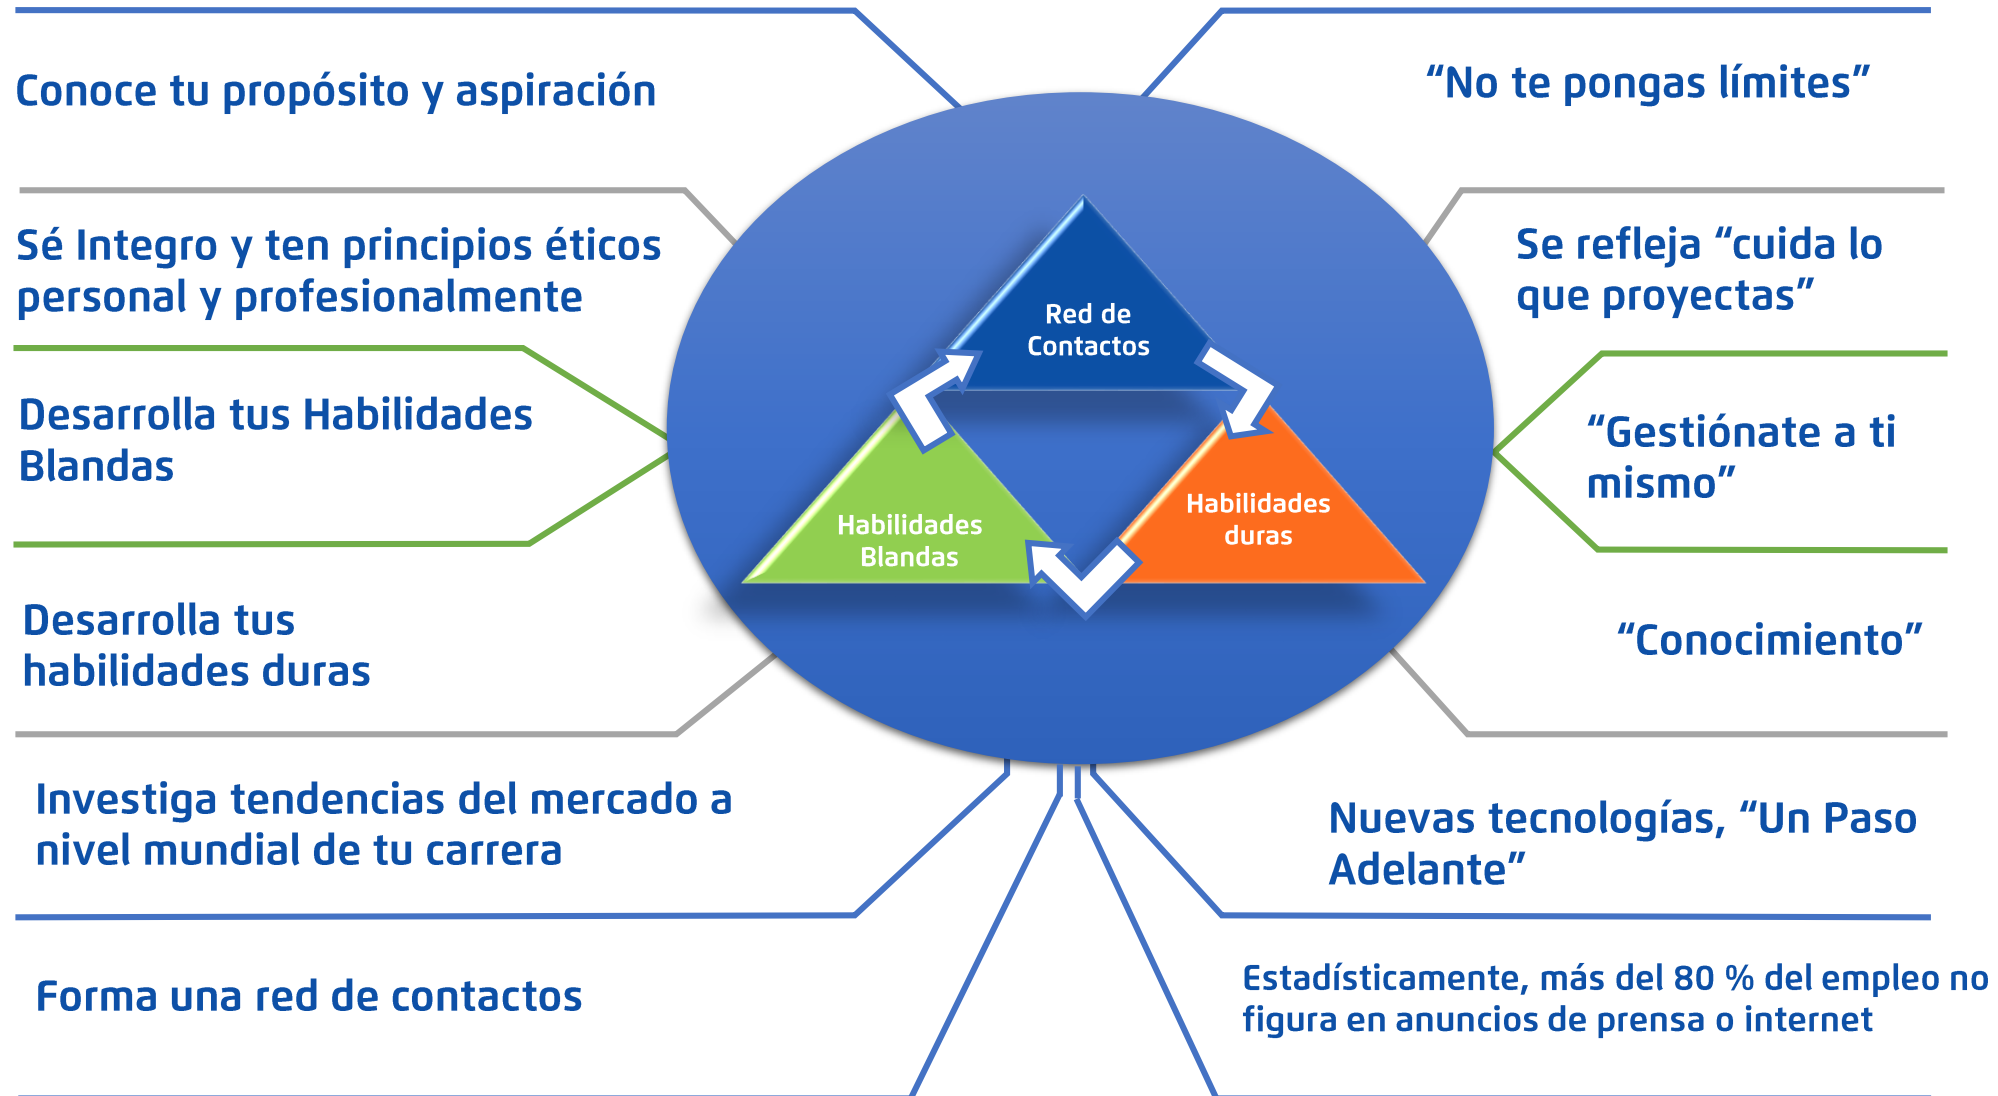 Conoce tu propósito y aspiración
“No te pongas límites”
Sé Integro y ten principios éticos
personal y profesionalmente
Se refleja “cuida lo
que proyectas”
Desarrolla tus Habilidades
Blandas
“Gestiónate a ti
mismo”
Desarrolla tus
habilidades duras
“Conocimiento”
Investiga tendencias del mercado a
nivel mundial de tu carrera
Nuevas tecnologías, “Un Paso
Adelante”
Forma una red de contactos
Estadísticamente, más del 80 % del empleo no
figura en anuncios de prensa o internet
Red de
Contactos
Habilidades
Blandas
Habilidades
duras